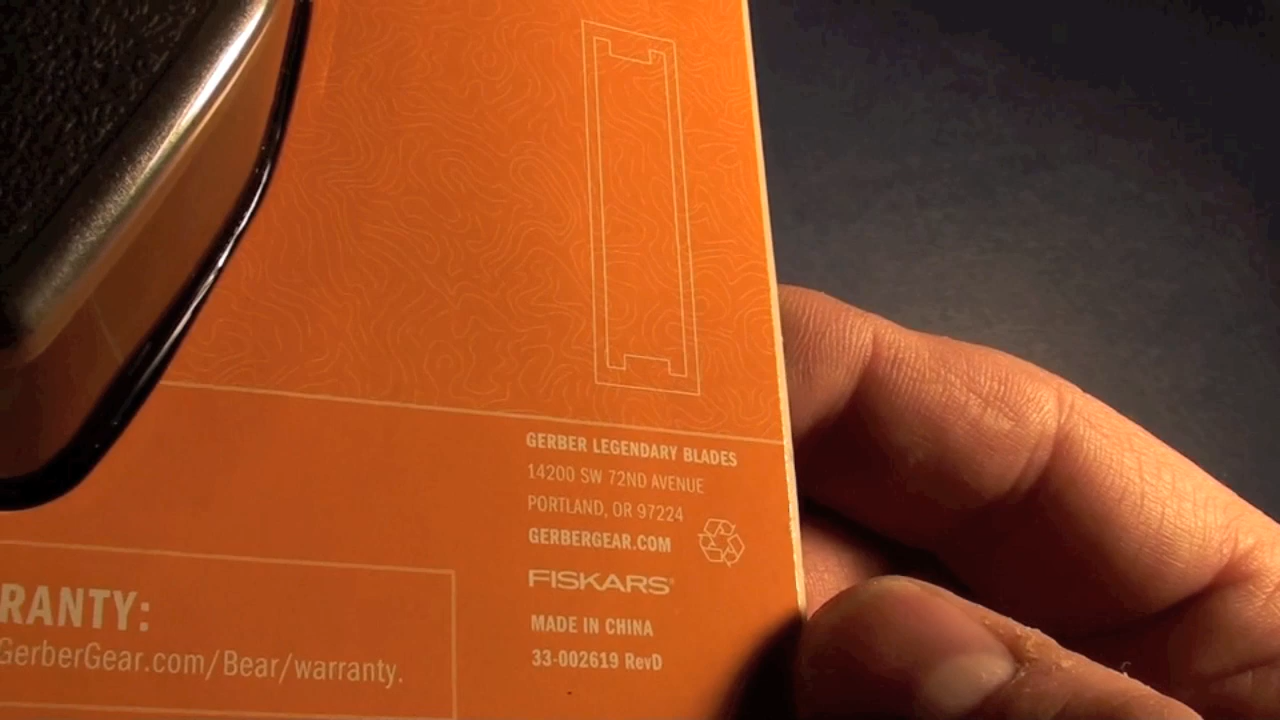 GERBER LEGENDARY BLADES
14200 SW 72ND AVENUE
PORTLAND, OR 97224
GERBERGEAR.COM
FISKARS®
MADE IN CHINA
33-002619 RevD
RANTY:
GerberGear.com/Bear/warranty.